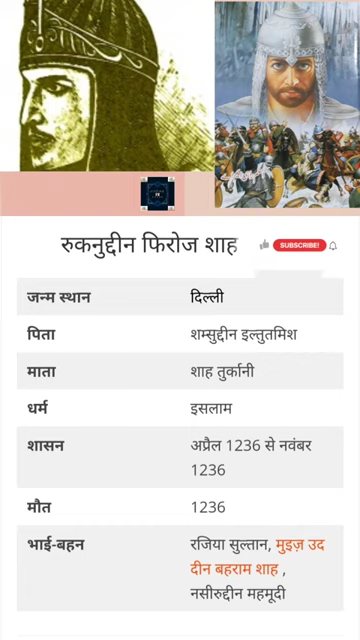 रुकनुद्दीन फिरोज शाह
SUBSCRIBE!
जन्म स्थान दिल्ली
पिता शम्सुद्दीन इल्तुतमिश
माता शाह तुर्कानी
धर्म इसलाम
शासन अप्रैल 1236 से नवंबर
1236
मौत 1236
भाई-बहन रजिया सुल्तान, मुइज़ उद
दीन बहराम शाह ,
नसीरुद्दीन महमूदी